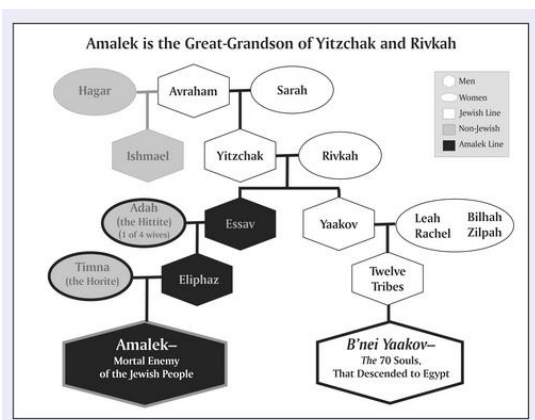 Amalek is the Great-Grandson of Yitzchak and Rivkah
Hagar
Avraham
Sarah
Men
Women
Jewish Line
Non-Jewish
Amalek Line
Ishmael
Yitzchak
Rivkah
Adah
(the Hittite)
(1 of 4 wives)
Essav
Yaakov
Leah Bilhah
Rachel Zilpah
Timna
(the Horite)
Eliphaz
Twelve
Tribes
Amalek–
Mortal Enemy
of the Jewish People
B'nei Yaakov–
The 70 Souls,
That Descended to Egypt